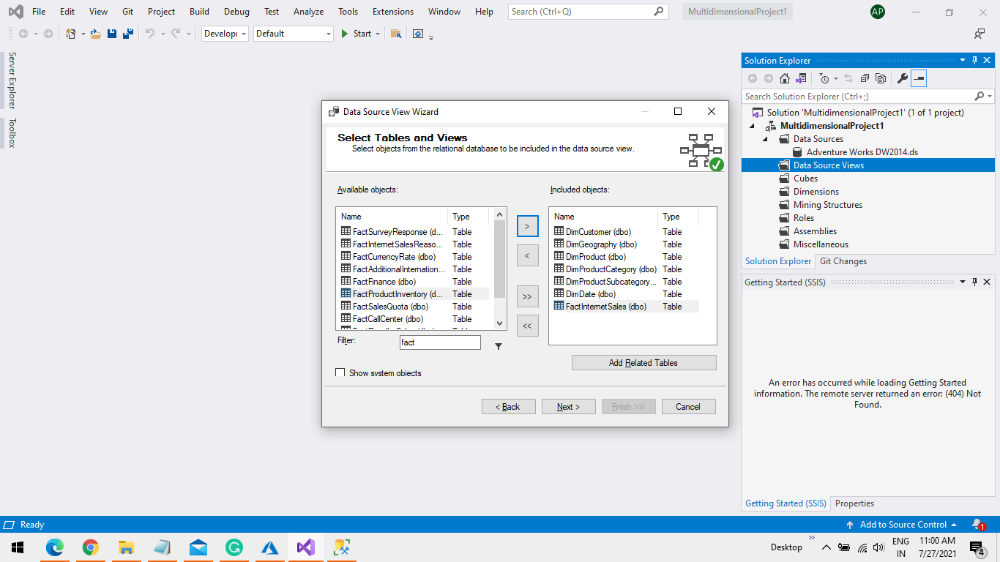 File Edit View Git Project Build Debug Test Analyze Tools Extensions Window Help Search (Ctrl+Q) MultidimensionalProject1 AP
Developı Default Start
Server Explorer
Toolbox
Data Source View Wizard
Select Tables and Views
Select objects from the relational database to be included in the data source view.
Available objects:
Name Type
FactSurveyResponse (d... Table
FactInternetSalesReaso... Table
FactCurrencyRate (dbo) Table
FactAdditionalInternation... Table
FactFinance (dbo) Table
FactProductInventory (d... Table
FactSalesQuota (dbo) Table
FactCallCenter (dbo) Table
Filter: fact
Show system objects
>
<
>>
<<
Included objects:
Name Type
DimCustomer (dbo) Table
DimGeography (dbo) Table
DimProduct (dbo) Table
DimProductCategory (dbo) Table
DimProductSubcategory... Table
DimDate (dbo) Table
FactInternetSales (dbo) Table
Add Related Tables
< Back Next > Finish >>| Cancel
Solution Explorer
Search Solution Explorer (Ctrl+;)
Solution 'MultidimensionalProject1' (1 of 1 project)
MultidimensionalProject1
Data Sources
Adventure Works DW2014.ds
Data Source Views
Cubes
Dimensions
Mining Structures
Roles
Assemblies
Miscellaneous
Solution Explorer Git Changes
Getting Started (SSIS)
An error has occurred while loading Getting Started
information. The remote server returned an error: (404) Not
Found.
Getting Started (SSIS) Properties
Ready Add to Source Control 1
Desktop ENG
IN 11:00 AM
7/27/2021 4